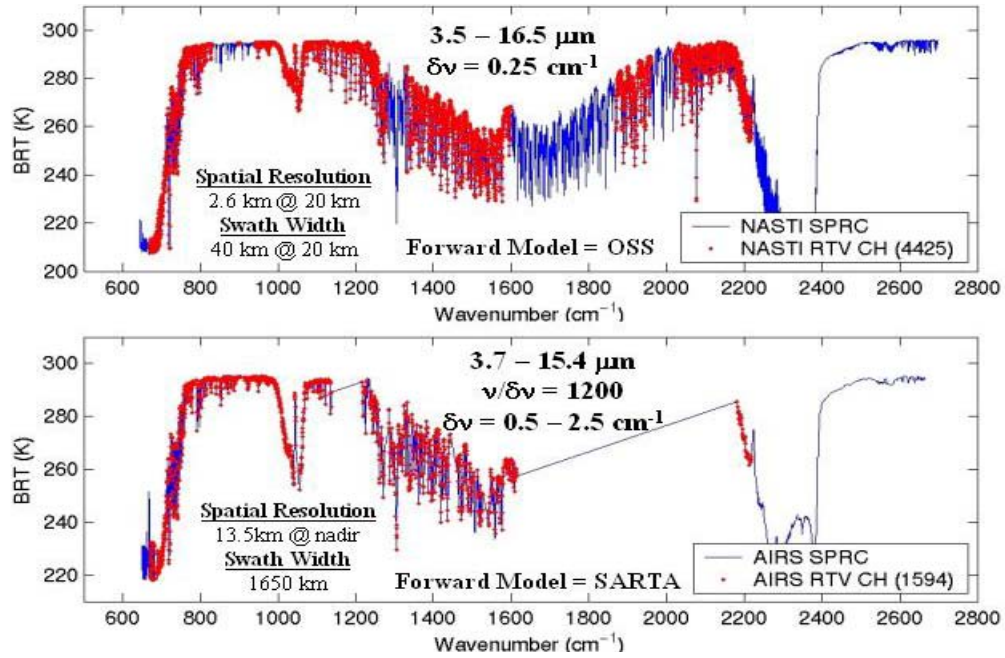 3.5 – 16.5 μm
δν = 0.25 cm-1
Spatial Resolution
2.6 km @ 20 km
Swath Width
40 km @ 20 km
Forward Model = OSS
NASTI SPRC
NASTI RTV CH (4425)
BRT (K)
300
280
260
240
220
200
600 800 1000 1200 1400 1600 1800 2000 2200 2400 2600 2800
Wavenumber (cm-1)
3.7 – 15.4 μm
ν/δν = 1200
δν = 0.5 – 2.5 cm-1
Spatial Resolution
13.5km @ nadir
Swath Width
1650 km
Forward Model = SARTA
AIRS SPRC
AIRS RTV CH (1594)
BRT (K)
300
280
260
240
220
600 800 1000 1200 1400 1600 1800 2000 2200 2400 2600 2800
Wavenumber (cm-1)